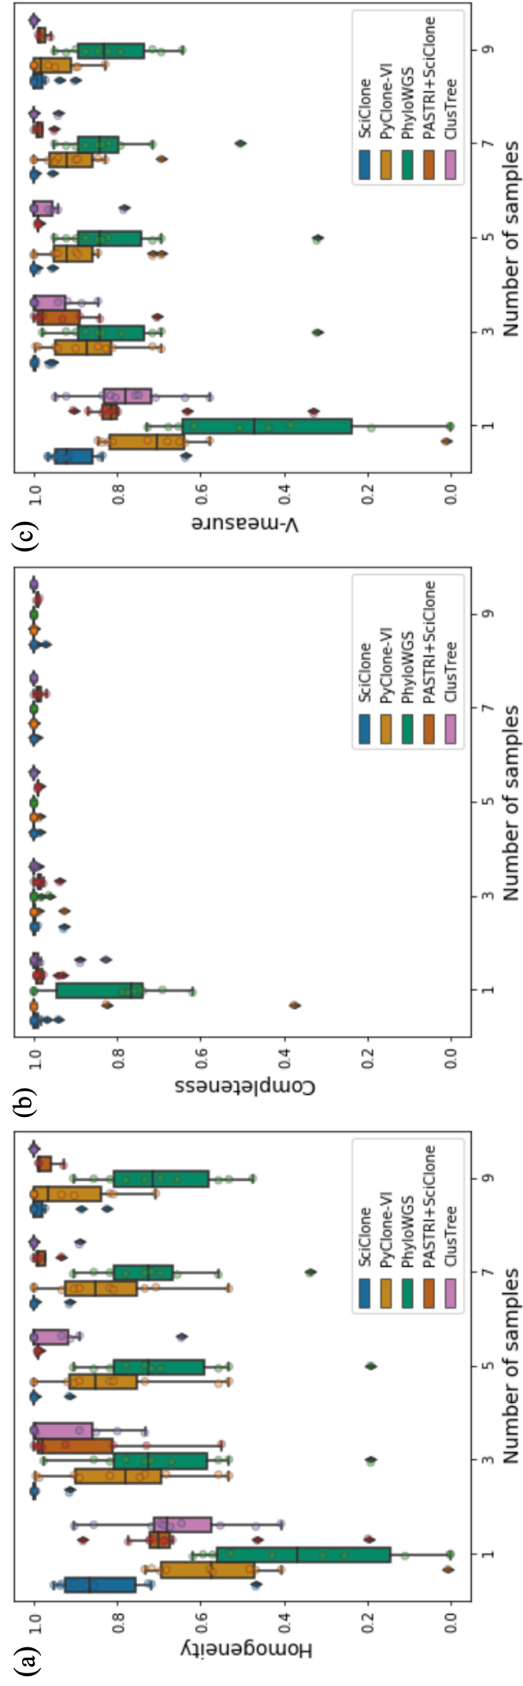 (a)
Homogeneity
1.0
0.8
0.6
0.4
0.2
0.0
1
3
5
7
9
Number of samples
SciClone
PyClone-VI
PhyloWGS
PASTRI+SciClone
ClusTree
(b)
Completeness
1.0
0.8
0.6
0.4
0.2
0.0
1
3
5
7
9
Number of samples
SciClone
PyClone-VI
PhyloWGS
PASTRI+SciClone
ClusTree
(c)
V-measure
1.0
0.8
0.6
0.4
0.2
0.0
1
3
5
7
9
Number of samples
SciClone
PyClone-VI
PhyloWGS
PASTRI+SciClone
ClusTree